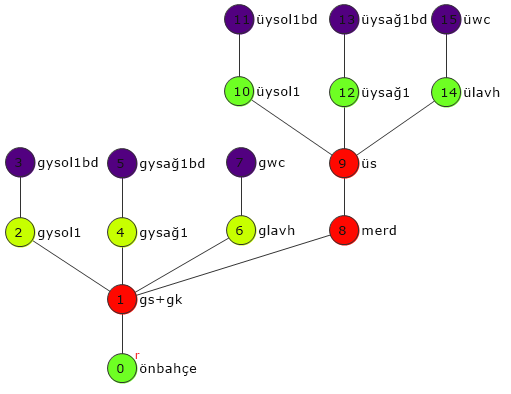 11 üysol1bd 13 üysağ1bd 15 üwc
10 üysol1 12 üysağ1 14 ülavh
3 gysol1bd 5 gysağ1bd 7 gwc 9 üs
2 gysol1 4 gysağ1 6 glavh 8 merd
1 gs+gk
r
0 önbahçe